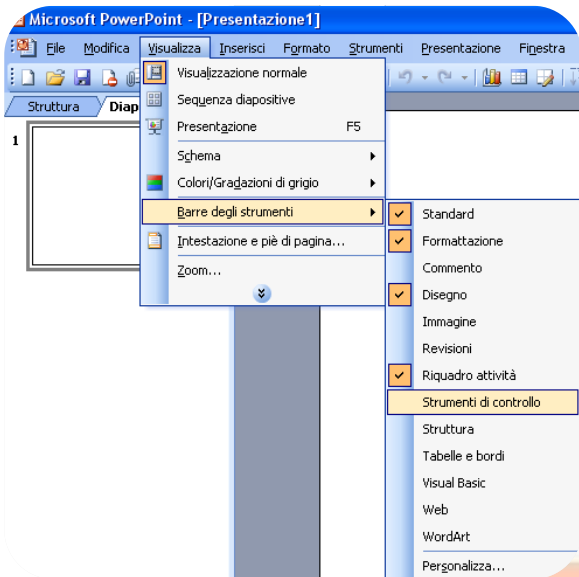 Microsoft PowerPoint - [Presentazione1]
File Modifica Visualizza Inserisci Formato Strumenti Presentazione Finestra
Struttura Diap
1
Visualizzazione normale
Sequenza diapositive
Presentazione F5
Schema
Colori/Gradazioni di grigio
Barre degli strumenti
Intestazione e piè di pagina...
Zoom...
Standard
Formattazione
Commento
Disegno
Immagine
Revisioni
Riquadro attività
Strumenti di controllo
Struttura
Tabelle e bordi
Visual Basic
Web
WordArt
Personalizza...